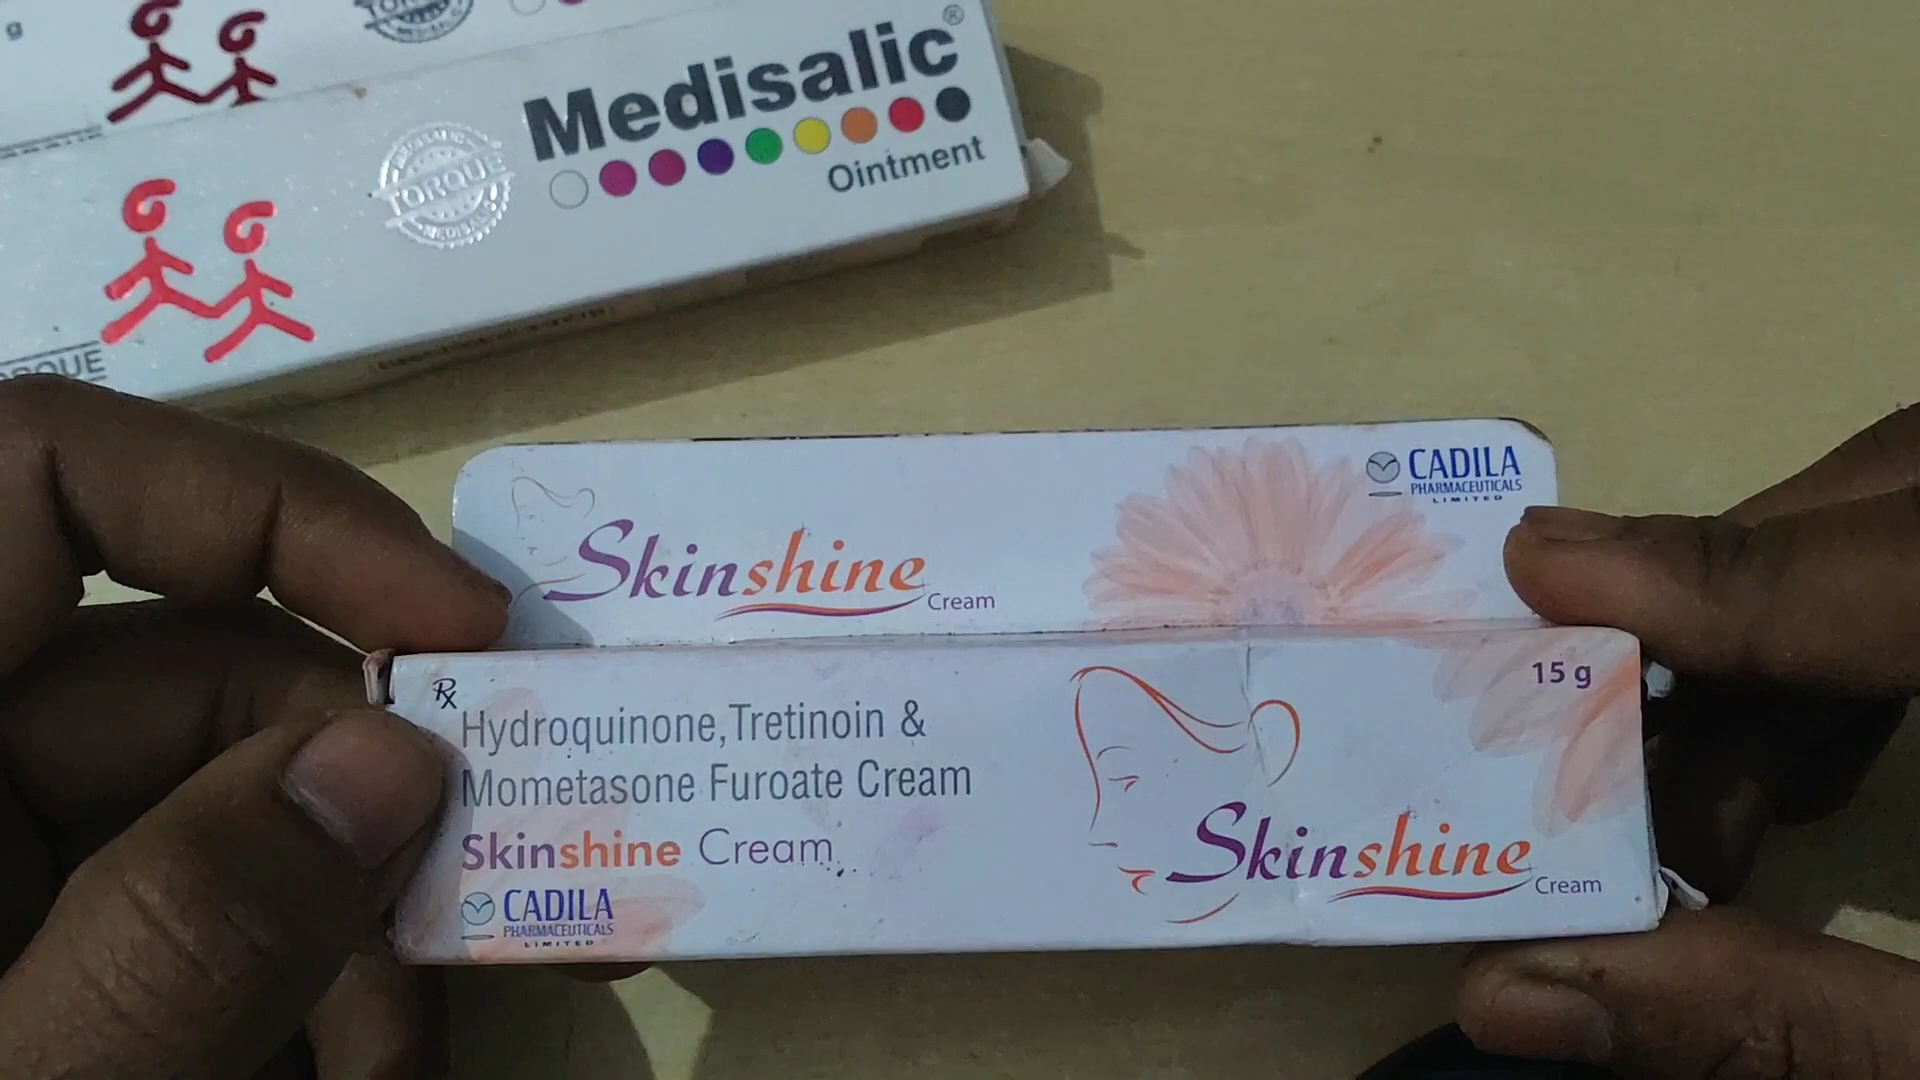 g
Medisalic®
Ointment
TORQUE
MEDISALIC
Skinshine
Cream
CADILA
PHARMACEUTICALS
LIMITED
Rx
15 g
Hydroquinone, Tretinoin &
Mometasone Furoate Cream
Skinshine Cream
CADILA
PHARMACEUTICALS
LIMITED
Skinshine
Cream